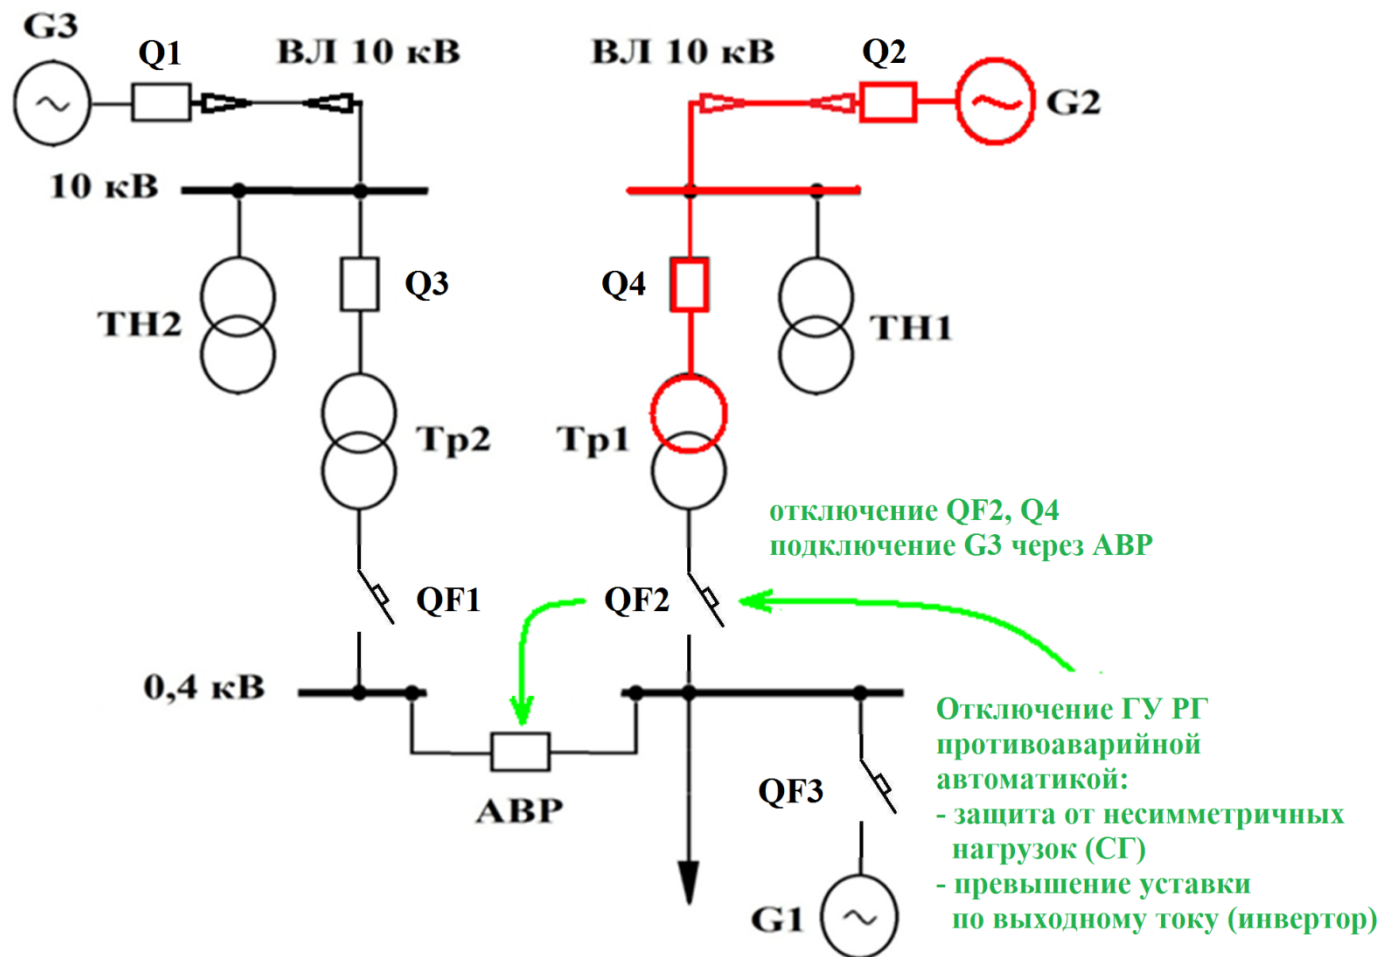 G3
Q1
ВЛ 10 кВ
ВЛ 10 кВ
Q2
G2
10 кВ
Q3
Q4
ТН2
ТН1
Тр2
Тр1
отключение QF2, Q4
подключение G3 через АВР
QF1
QF2
0,4 кВ
Отключение ГУ РГ
противоаварийной
автоматикой:
- защита от несимметричных
нагрузок (СГ)
- превышение уставки
по выходному току (инвертор)
QF3
АВР
G1